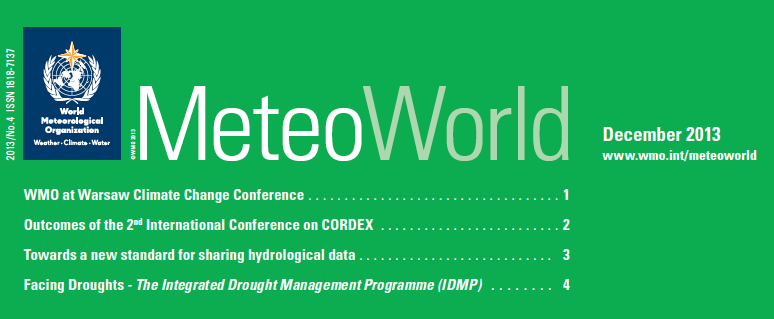 2013/No.4 ISSN 1818-7137
World
Meteorological
Organization
Weather · Climate · Water
©WMO 2013
MeteoWorld
December 2013
www.wmo.int/meteoworld
WMO at Warsaw Climate Change Conference . . . . . . . . . . . . . . . . . . . . . . . . . . . . . . . . . . . 1
Outcomes of the 2nd International Conference on CORDEX . . . . . . . . . . . . . . . . . . . . . . . . . 2
Towards a new standard for sharing hydrological data . . . . . . . . . . . . . . . . . . . . . . . . . . . 3
Facing Droughts - The Integrated Drought Management Programme (IDMP) . . . . . . . . 4